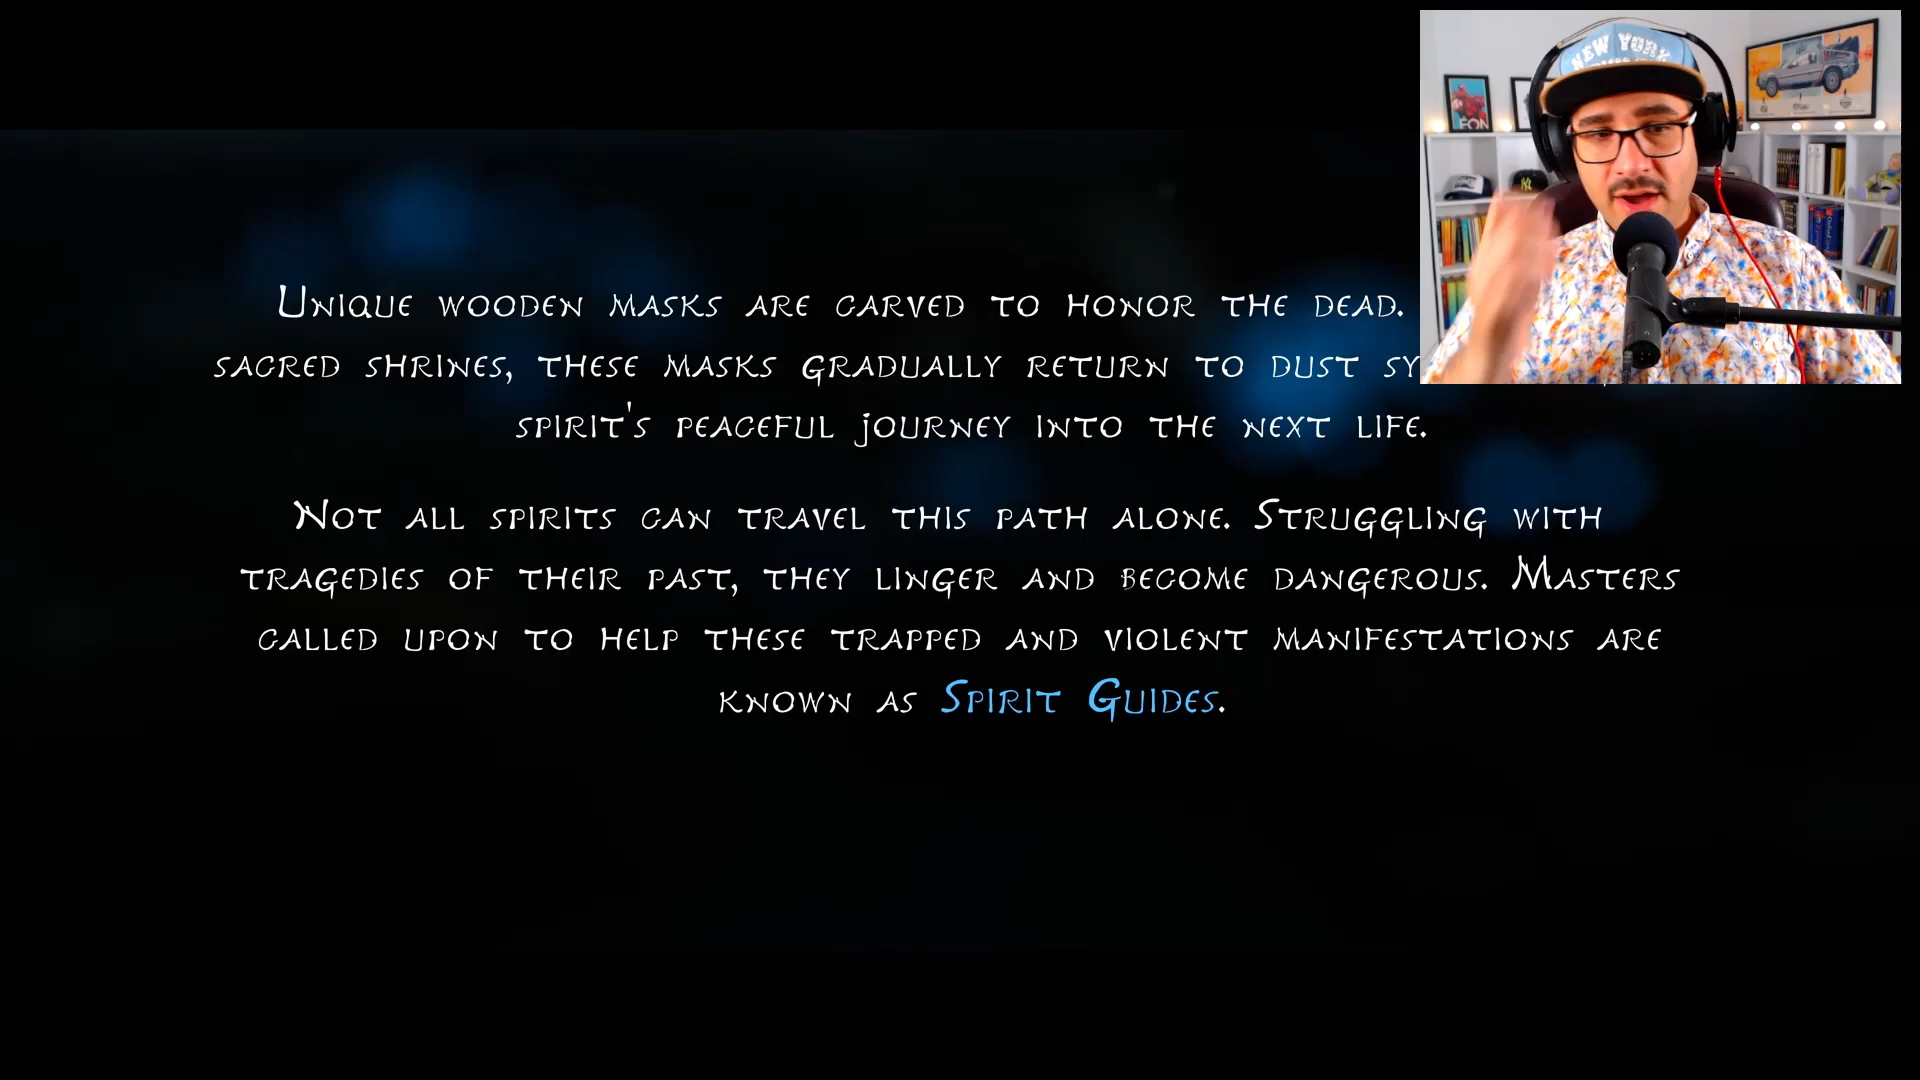 Unique wooden masks are carved to honor the dead.
sacred shrines, these masks gradually return to dust
spirit's peaceful journey into the next life.
Not all spirits can travel this path alone. Struggling with
tragedies of their past, they linger and become dangerous. Masters
called upon to help these trapped and violent manifestations are
known as Spirit Guides.
NEW YORK